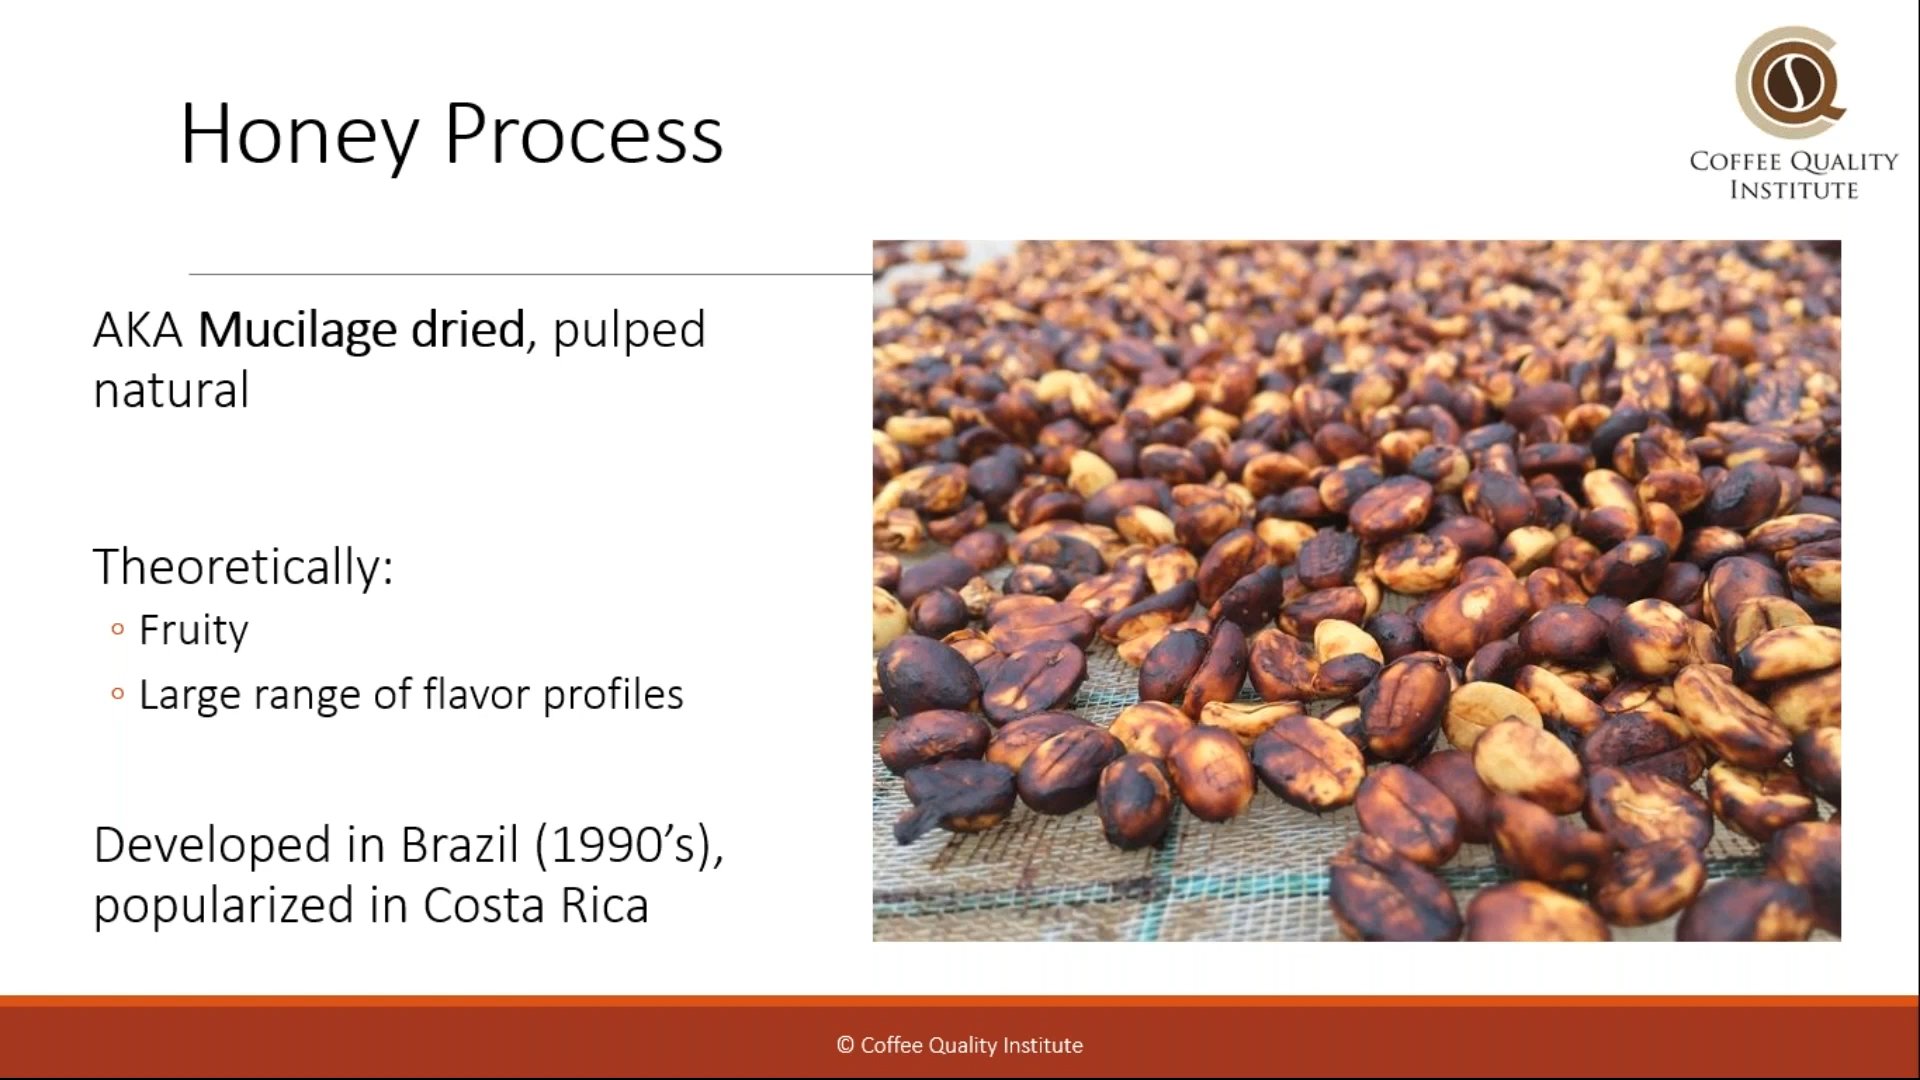 Honey Process
COFFEE QUALITY
INSTITUTE
AKA Mucilage dried, pulped
natural
Theoretically:
◦ Fruity
◦ Large range of flavor profiles
Developed in Brazil (1990’s),
popularized in Costa Rica
© Coffee Quality Institute